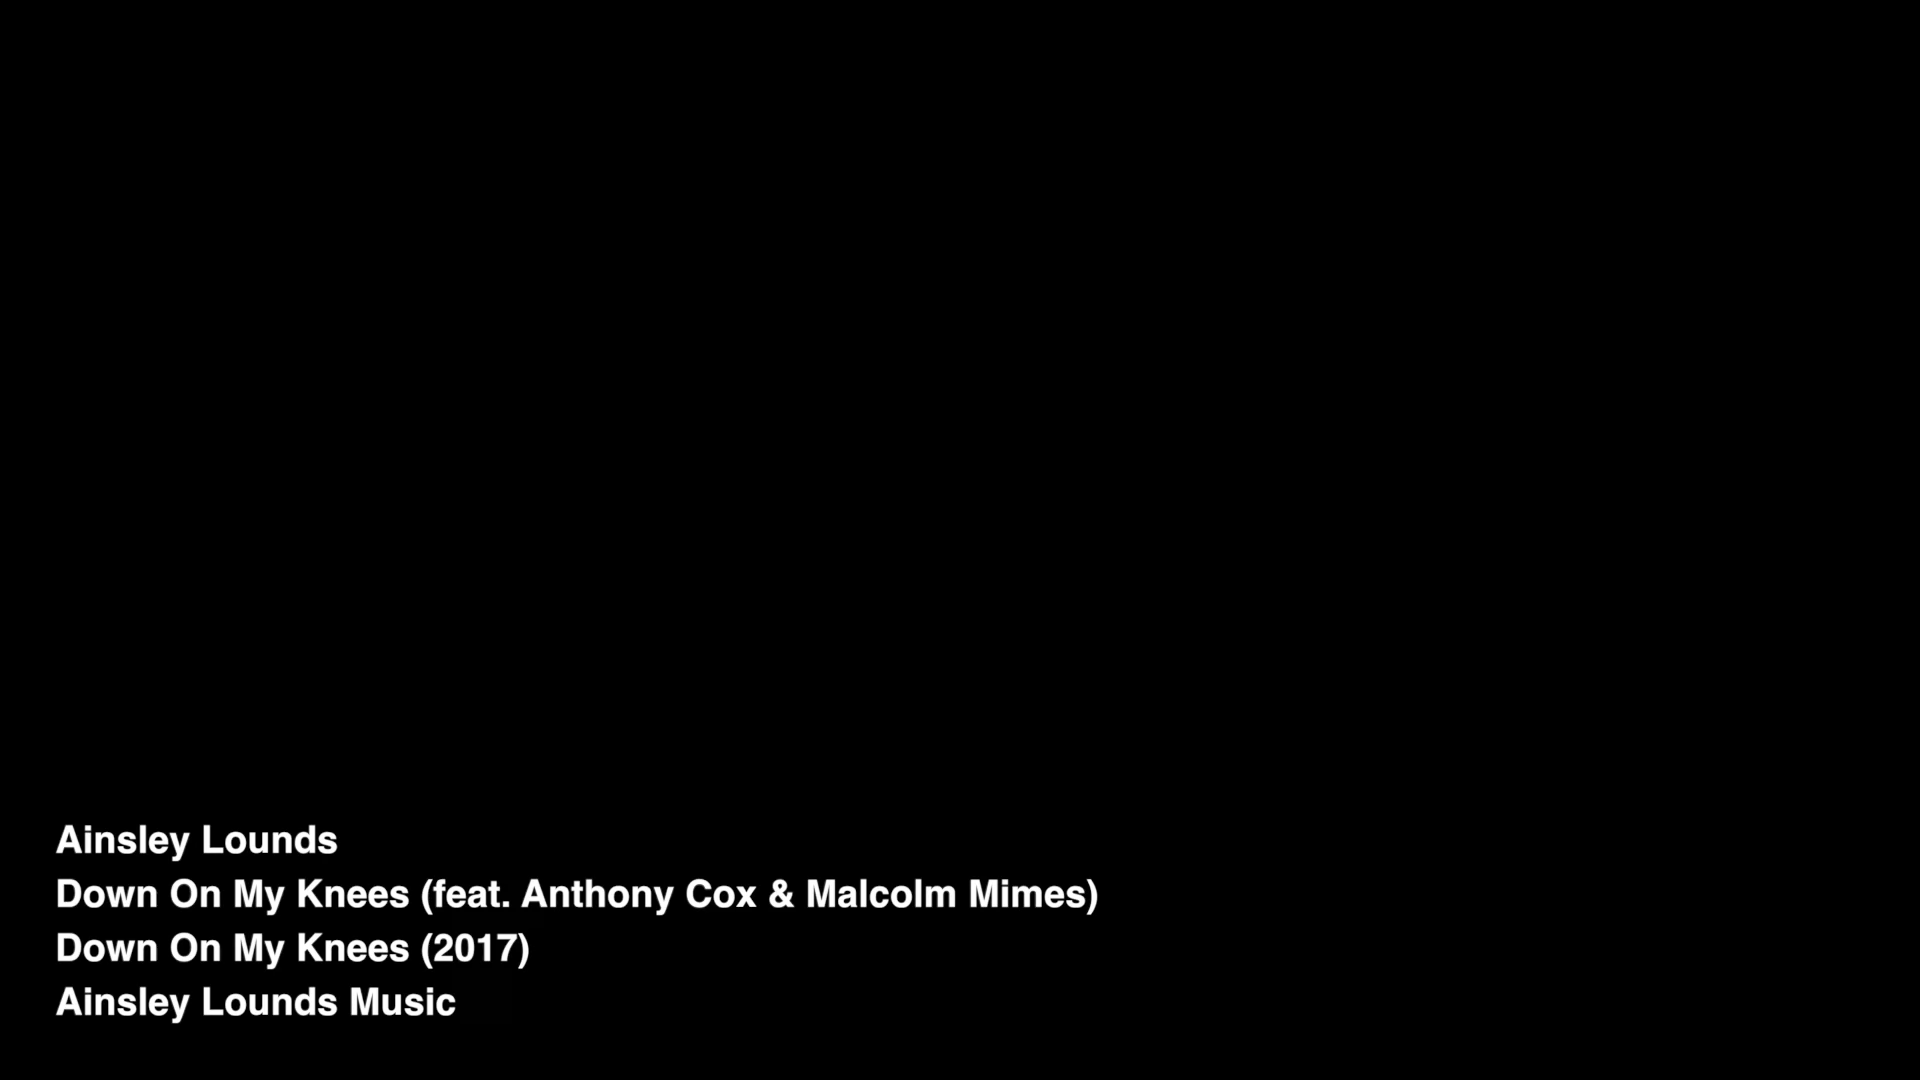 Ainsley Lounds
Down On My Knees (feat. Anthony Cox & Malcolm Mimes)
Down On My Knees (2017)
Ainsley Lounds Music